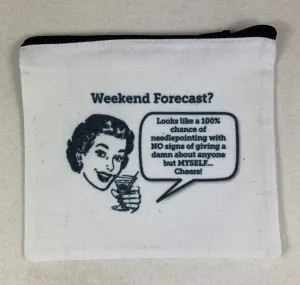 Weekend Forecast?
Looks like a 100%
chance of
needlepointing with
NO signs of giving a
damn about anyone
but MYSELF...
Cheers!